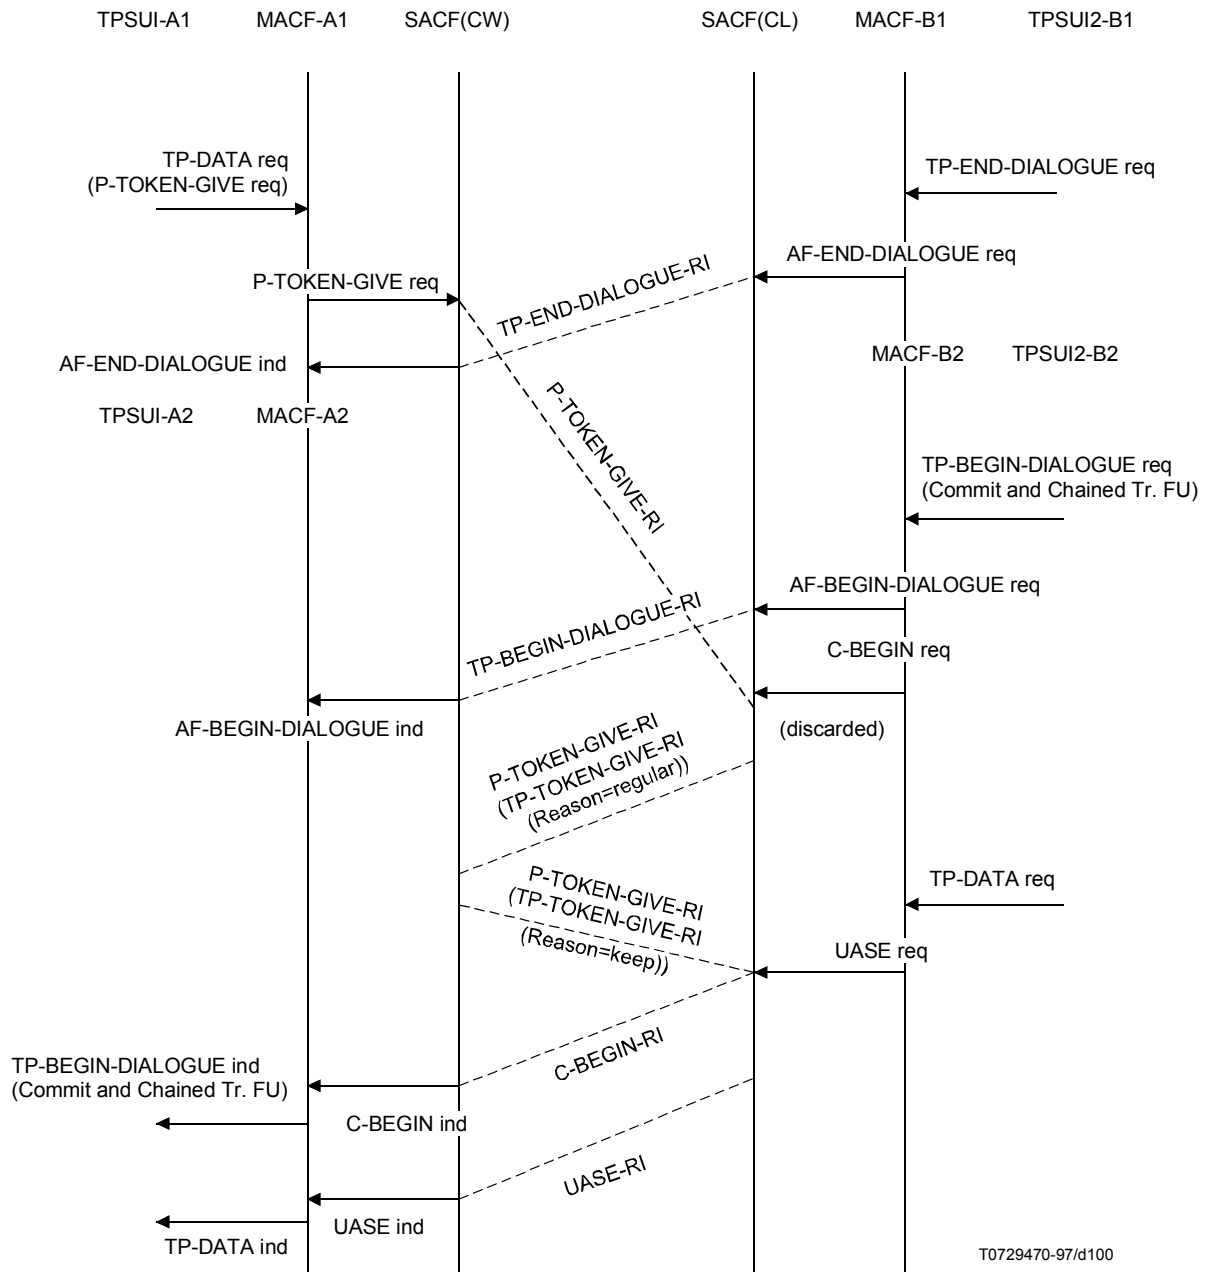 TPSUI-A1 MACF-A1 SACF(CW) SACF(CL) MACF-B1 TPSUI2-B1
TP-DATA req
(P-TOKEN-GIVE req)
TP-END-DIALOGUE req
AF-END-DIALOGUE req
P-TOKEN-GIVE req
TP-END-DIALOGUE-RI
AF-END-DIALOGUE ind
MACF-B2 TPSUI2-B2
TPSUI-A2 MACF-A2
P-TOKEN-GIVE-RI
TP-BEGIN-DIALOGUE req
(Commit and Chained Tr. FU)
AF-BEGIN-DIALOGUE req
TP-BEGIN-DIALOGUE-RI
C-BEGIN req
AF-BEGIN-DIALOGUE ind
(discarded)
P-TOKEN-GIVE-RI
(TP-TOKEN-GIVE-RI
(Reason=regular))
P-TOKEN-GIVE-RI
(TP-TOKEN-GIVE-RI
(Reason=keep))
TP-DATA req
UASE req
C-BEGIN-RI
TP-BEGIN-DIALOGUE ind
(Commit and Chained Tr. FU)
C-BEGIN ind
UASE-RI
UASE ind
TP-DATA ind
T0729470-97/d100